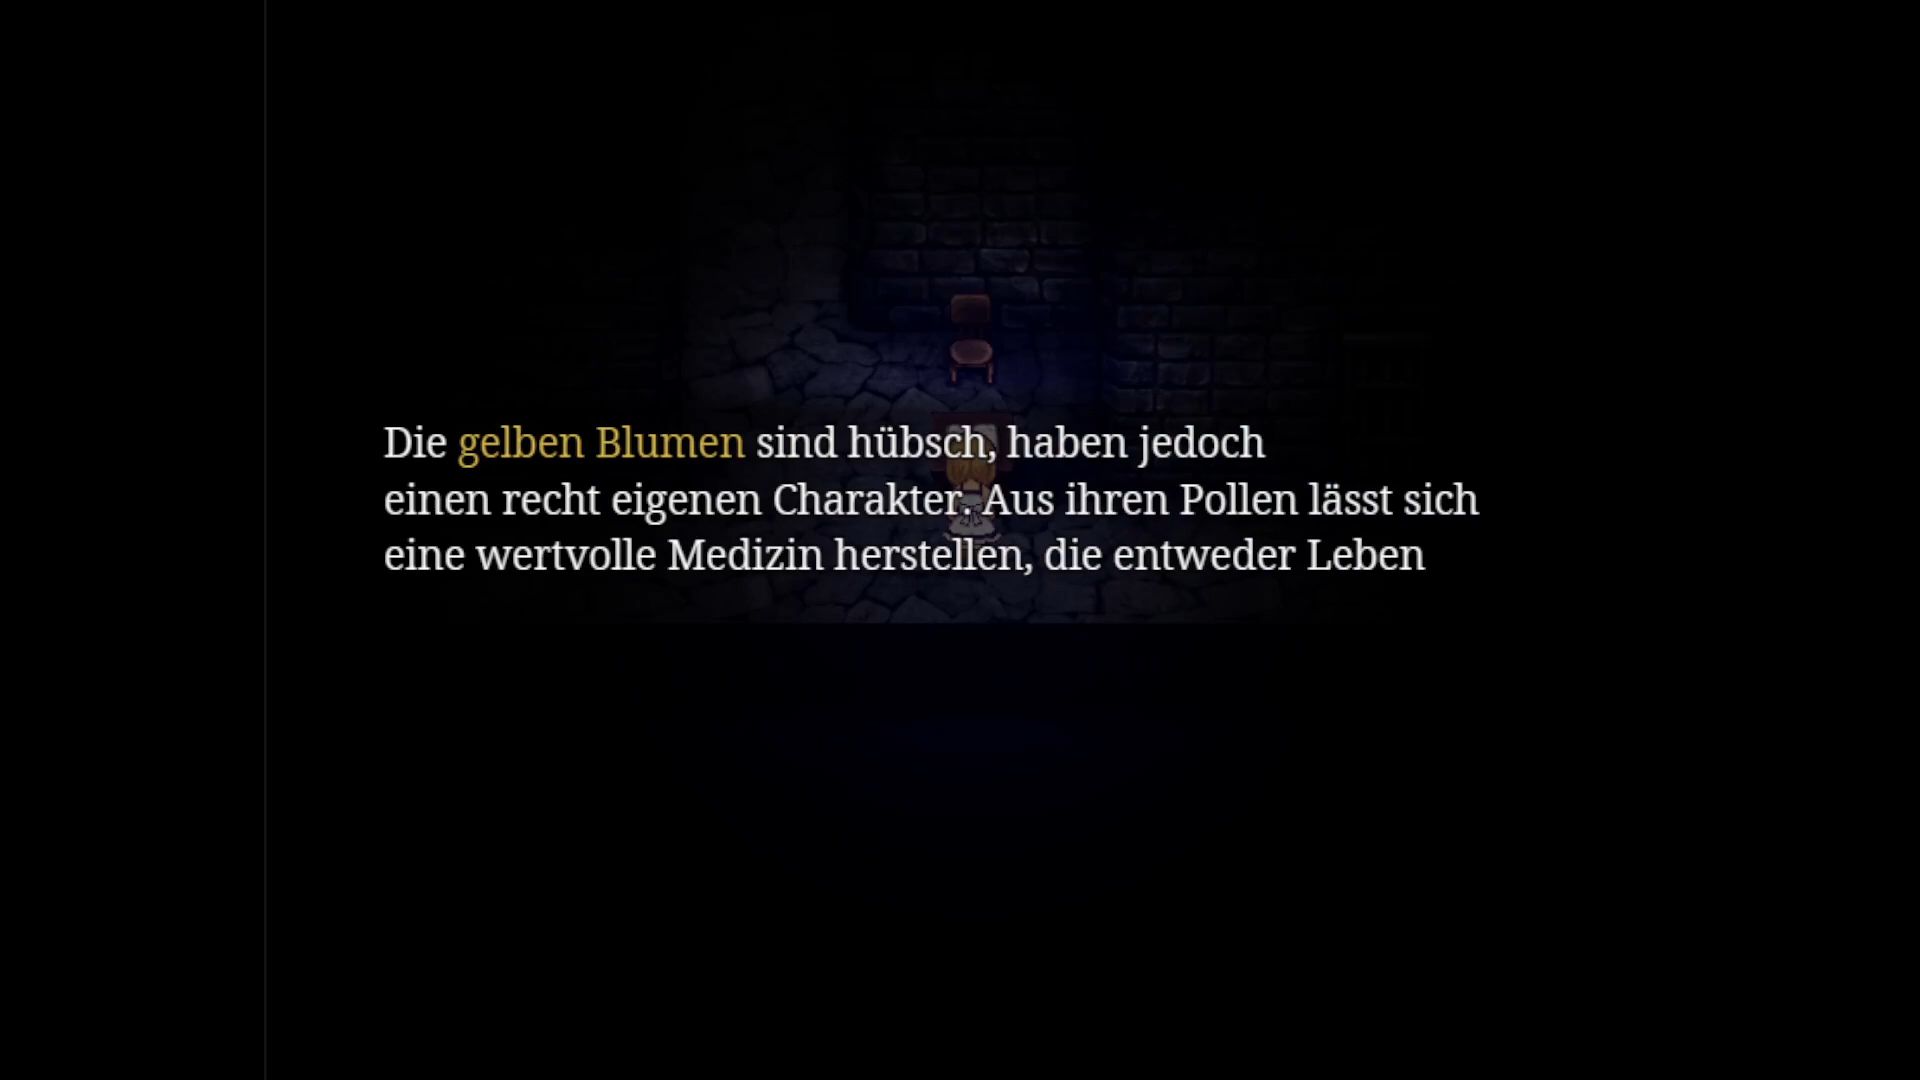 Die gelben Blumen sind hübsch, haben jedoch
einen recht eigenen Charakter. Aus ihren Pollen lässt sich
eine wertvolle Medizin herstellen, die entweder Leben